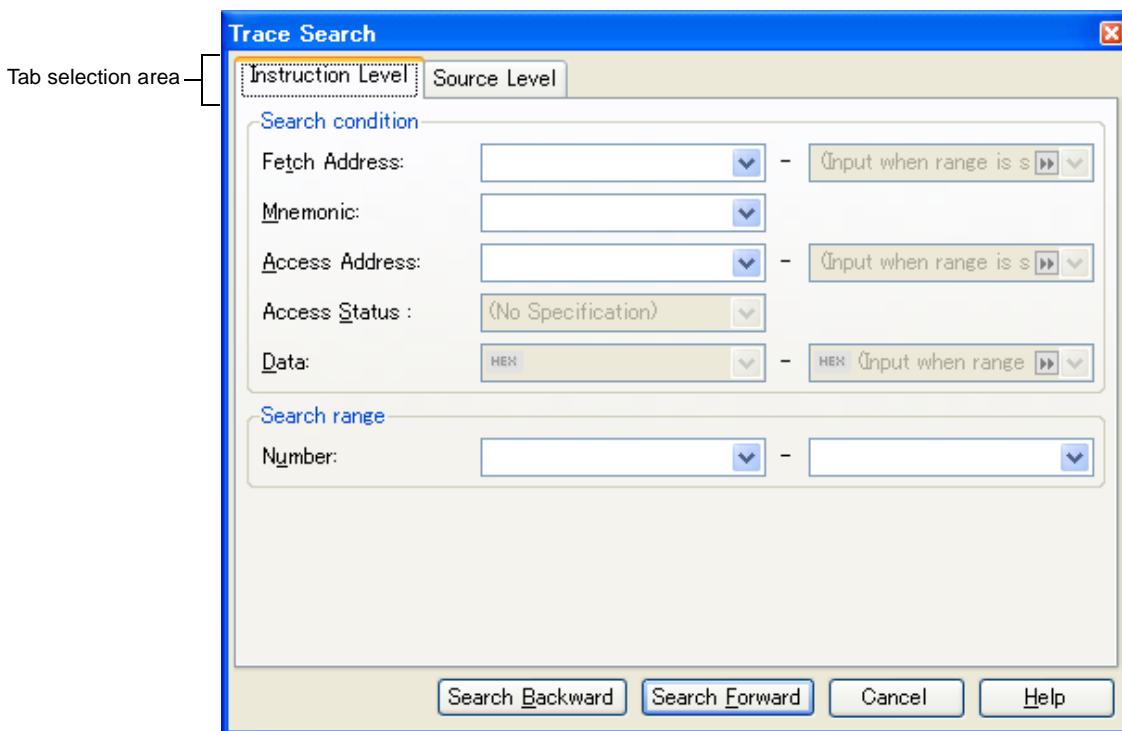 Trace Search
Tab selection area
Instruction Level Source Level
Search condition
Fetch Address: - (Input when range is s
Mnemonic:
Access Address: - (Input when range is s
Access Status : (No Specification)
Data: HEX - HEX (Input when range
Search range
Number: -
Search Backward Search Forward Cancel Help